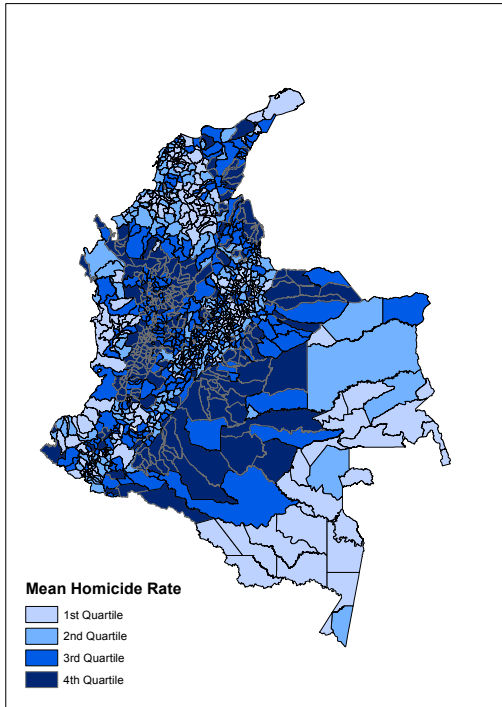 Mean Homicide Rate
1st Quartile
2nd Quartile
3rd Quartile
4th Quartile